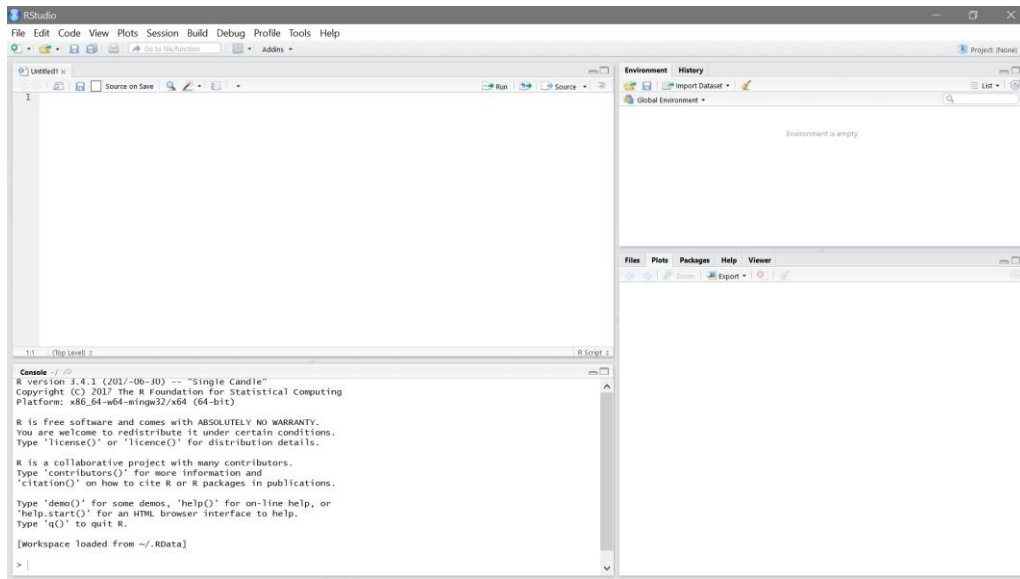 RStudio
File Edit Code View Plots Session Build Debug Profile Tools Help
Go to file/function Addins Project: (None)
Untitled1
Source on Save Run Source
1
1:1 (Top Level) R Script
Console ~/
R version 3.4.1 (2017-06-30) -- "Single Candle"
Copyright (C) 2017 The R Foundation for Statistical Computing
Platform: x86_64-w64-mingw32/x64 (64-bit)
R is free software and comes with ABSOLUTELY NO WARRANTY.
You are welcome to redistribute it under certain conditions.
Type 'license()' or 'licence()' for distribution details.
R is a collaborative project with many contributors.
Type 'contributors()' for more information and
'citation()' on how to cite R or R packages in publications.
Type 'demo()' for some demos, 'help()' for on-line help, or
'help.start()' for an HTML browser interface to help.
Type 'q()' to quit R.
[Workspace loaded from ~/.RData]
>
Environment History
Import Dataset List
Global Environment
Environment is empty
Files Plots Packages Help Viewer
Zoom Export